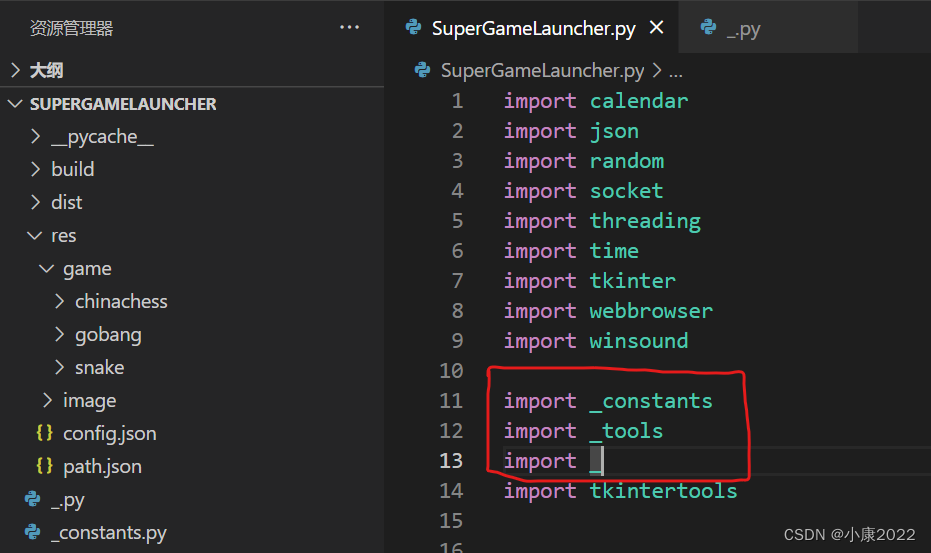 资源管理器 ···
大纲
SUPERGAMELAUNCHER
__pycache__
build
dist
res
game
chinachess
gobang
snake
image
{} config.json
{} path.json
_.py
_constants.py
SuperGameLauncher.py × _.py
SuperGameLauncher.py > ...
1 import calendar
2 import json
3 import random
4 import socket
5 import threading
6 import time
7 import tkinter
8 import webbrowser
9 import winsound
10
11 import _constants
12 import _tools
13 import _
14 import tkintertools
15
16
CSDN @小康2022